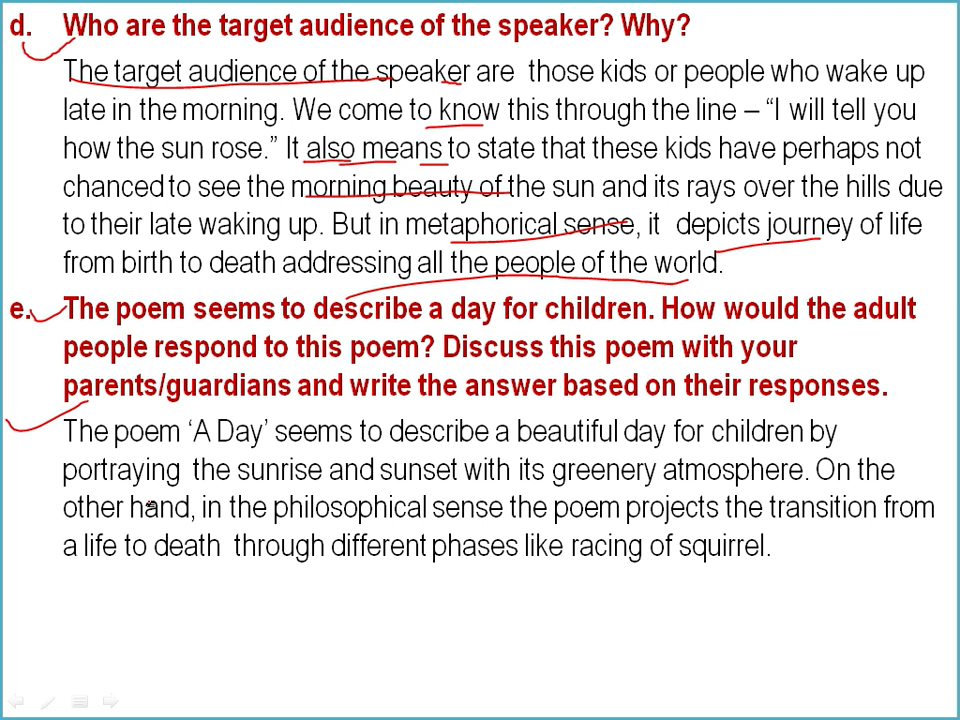 d. Who are the target audience of the speaker? Why?
The target audience of the speaker are those kids or people who wake up
late in the morning. We come to know this through the line – “I will tell you
how the sun rose.” It also means to state that these kids have perhaps not
chanced to see the morning beauty of the sun and its rays over the hills due
to their late waking up. But in metaphorical sense, it depicts journey of life
from birth to death addressing all the people of the world.
e. The poem seems to describe a day for children. How would the adult
people respond to this poem? Discuss this poem with your
parents/guardians and write the answer based on their responses.
The poem ‘A Day’ seems to describe a beautiful day for children by
portraying the sunrise and sunset with its greenery atmosphere. On the
other hand, in the philosophical sense the poem projects the transition from
a life to death through different phases like racing of squirrel.